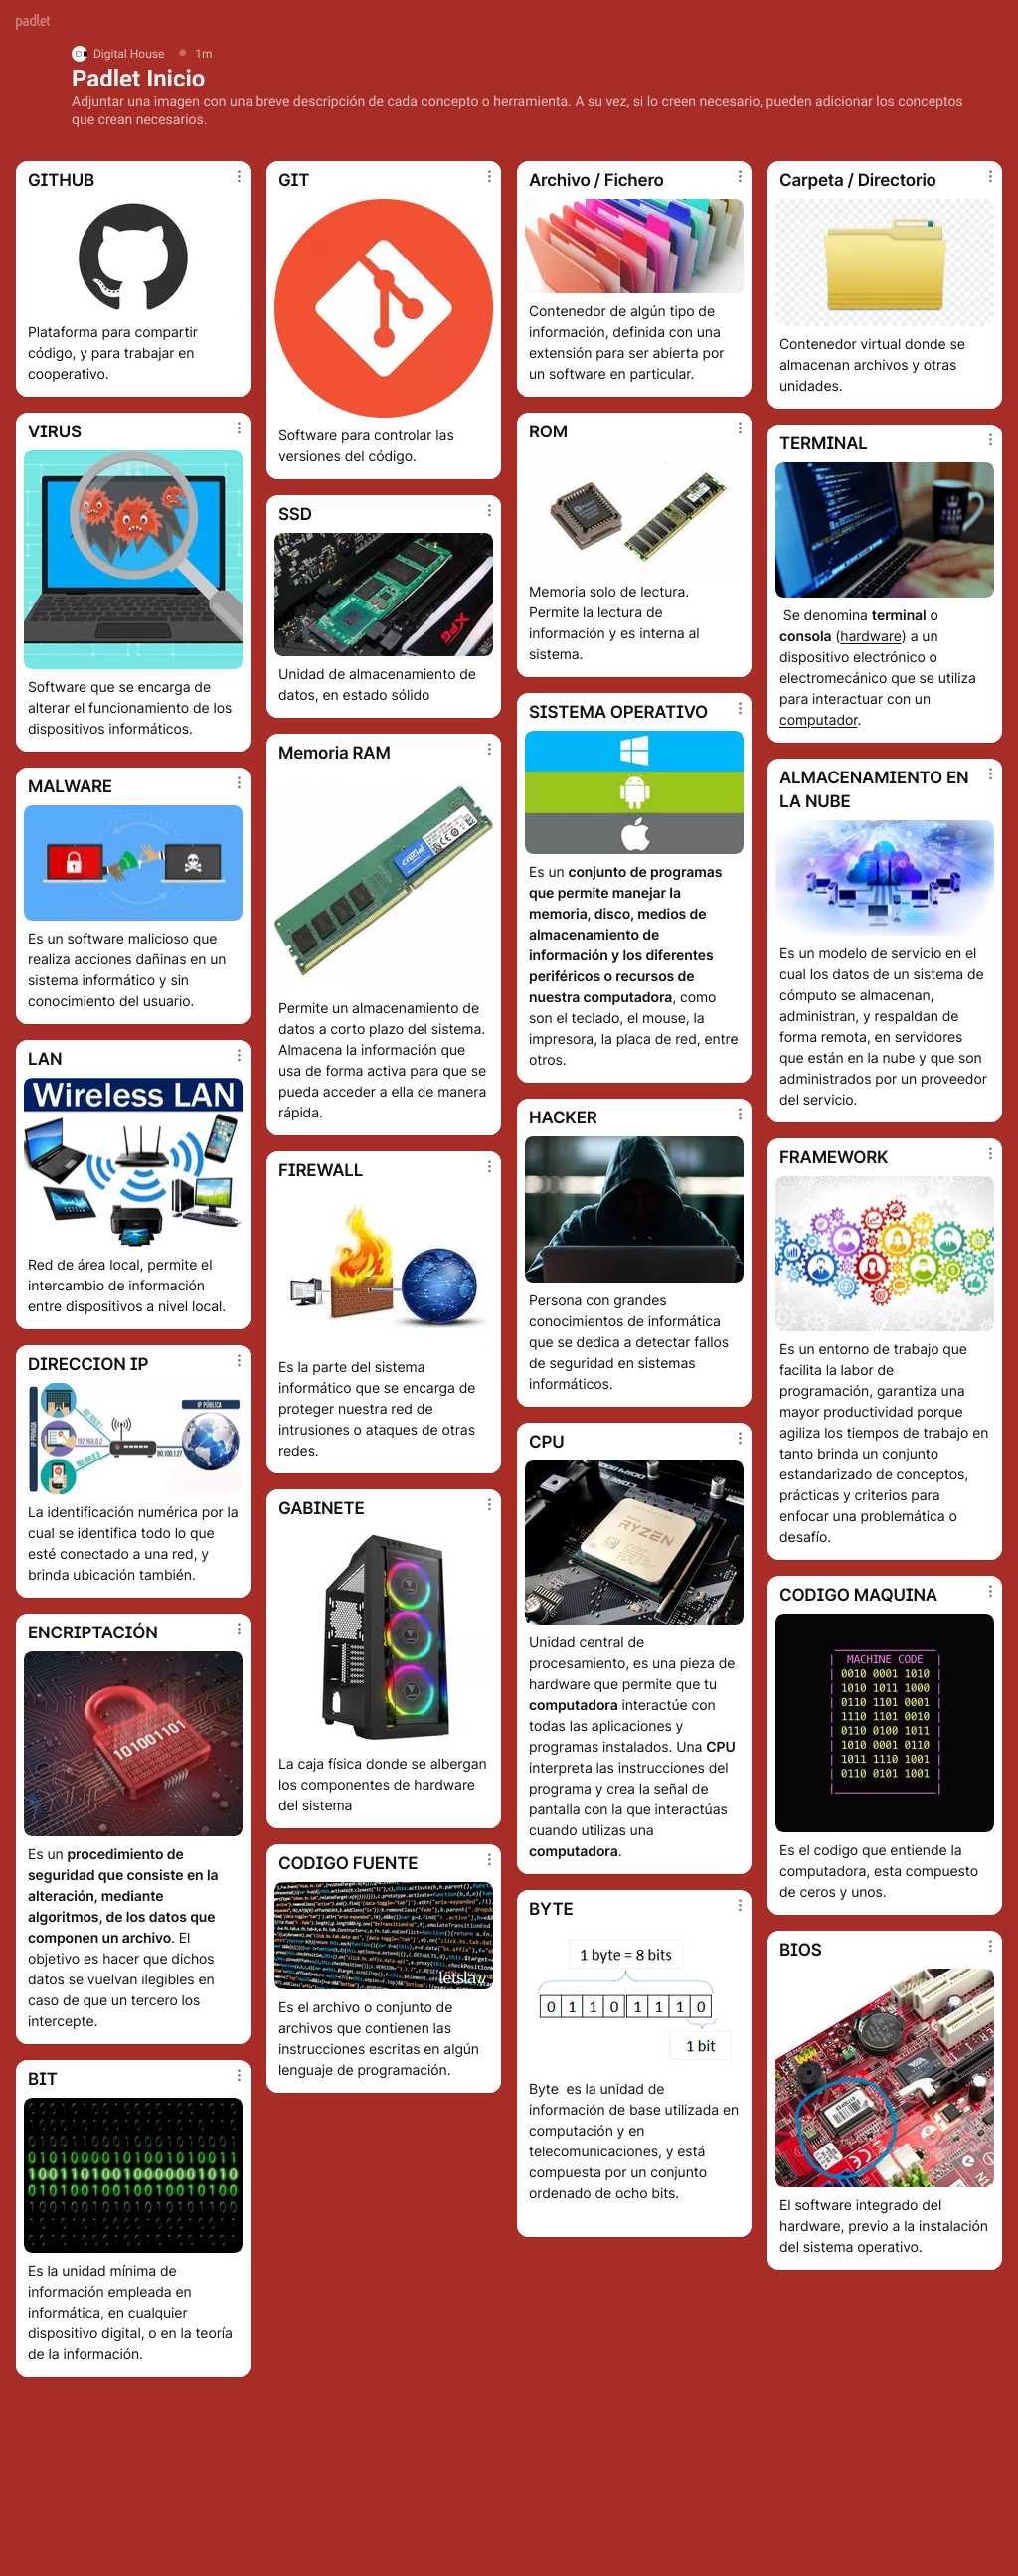 padlet
Digital House 1m
Padlet Inicio
Adjuntar una imagen con una breve descripción de cada concepto o herramienta. A su vez, si lo creen necesario, pueden adicionar los conceptos
que crean necesarios.
GITHUB
Plataforma para compartir
código, y para trabajar en
cooperativo.
VIRUS
Software que se encarga de
alterar el funcionamiento de los
dispositivos informáticos.
MALWARE
Es un software malicioso que
realiza acciones dañinas en un
sistema informático y sin
conocimiento del usuario.
LAN
Wireless LAN
Red de área local, permite el
intercambio de información
entre dispositivos a nivel local.
DIRECCION IP
IP PÚBLICA
La identificación numérica por la
cual se identifica todo lo que
esté conectado a una red, y
brinda ubicación también.
ENCRIPTACIÓN
101001101
Es un procedimiento de
seguridad que consiste en la
alteración, mediante
algoritmos, de los datos que
componen un archivo. El
objetivo es hacer que dichos
datos se vuelvan ilegibles en
caso de que un tercero los
intercepte.
BIT
Es la unidad mínima de
información empleada en
informática, en cualquier
dispositivo digital, o en la teoría
de la información.
GIT
Software para controlar las
versiones del código.
SSD
XPG
Unidad de almacenamiento de
datos, en estado sólido
Memoria RAM
crucial
Permite un almacenamiento de
datos a corto plazo del sistema.
Almacena la información que
usa de forma activa para que se
pueda acceder a ella de manera
rápida.
FIREWALL
Es la parte del sistema
informático que se encarga de
proteger nuestra red de
intrusiones o ataques de otras
redes.
GABINETE
La caja física donde se albergan
los componentes de hardware
del sistema
CODIGO FUENTE
letslaw
Es el archivo o conjunto de
archivos que contienen las
instrucciones escritas en algún
lenguaje de programación.
Archivo / Fichero
Contenedor de algún tipo de
información, definida con una
extensión para ser abierta por
un software en particular.
ROM
Memoria solo de lectura.
Permite la lectura de
información y es interna al
sistema.
SISTEMA OPERATIVO
Es un conjunto de programas
que permite manejar la
memoria, disco, medios de
almacenamiento de
información y los diferentes
periféricos o recursos de
nuestra computadora, como
son el teclado, el mouse, la
impresora, la placa de red, entre
otros.
HACKER
Persona con grandes
conocimientos de informática
que se dedica a detectar fallos
de seguridad en sistemas
informáticos.
CPU
RYZEN
Unidad central de
procesamiento, es una pieza de
hardware que permite que tu
computadora interactúe con
todas las aplicaciones y
programas instalados. Una CPU
interpreta las instrucciones del
programa y crea la señal de
pantalla con la que interactúas
cuando utilizas una
computadora.
BYTE
1 byte = 8 bits
0 1 1 0 1 1 1 0
1 bit
Byte es la unidad de
información de base utilizada en
computación y en
telecomunicaciones, y está
compuesta por un conjunto
ordenado de ocho bits.
Carpeta / Directorio
Contenedor virtual donde se
almacenan archivos y otras
unidades.
TERMINAL
Se denomina terminal o
consola (hardware) a un
dispositivo electrónico o
electromecánico que se utiliza
para interactuar con un
computador.
ALMACENAMIENTO EN
LA NUBE
Es un modelo de servicio en el
cual los datos de un sistema de
cómputo se almacenan,
administran, y respaldan de
forma remota, en servidores
que están en la nube y que son
administrados por un proveedor
del servicio.
FRAMEWORK
Es un entorno de trabajo que
facilita la labor de
programación, garantiza una
mayor productividad porque
agiliza los tiempos de trabajo en
tanto brinda un conjunto
estandarizado de conceptos,
prácticas y criterios para
enfocar una problemática o
desafío.
CODIGO MAQUINA
MACHINE CODE
0010 0001 1010
1010 1011 1000
0110 1101 0001
1110 1101 0010
0110 0100 1011
1010 0001 0110
1011 1110 1001
0110 0101 1001
Es el codigo que entiende la
computadora, esta compuesto
de ceros y unos.
BIOS
El software integrado del
hardware, previo a la instalación
del sistema operativo.